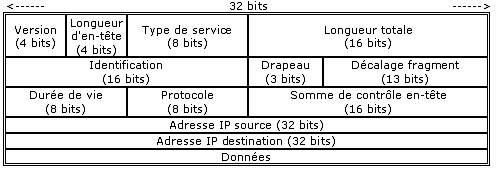 <------ 32 bits ------>
Version
(4 bits)
Longueur
d'en-tête
(4 bits)
Type de service
(8 bits)
Longueur totale
(16 bits)
Identification
(16 bits)
Drapeau
(3 bits)
Décalage fragment
(13 bits)
Durée de vie
(8 bits)
Protocole
(8 bits)
Somme de contrôle en-tête
(16 bits)
Adresse IP source (32 bits)
Adresse IP destination (32 bits)
Données